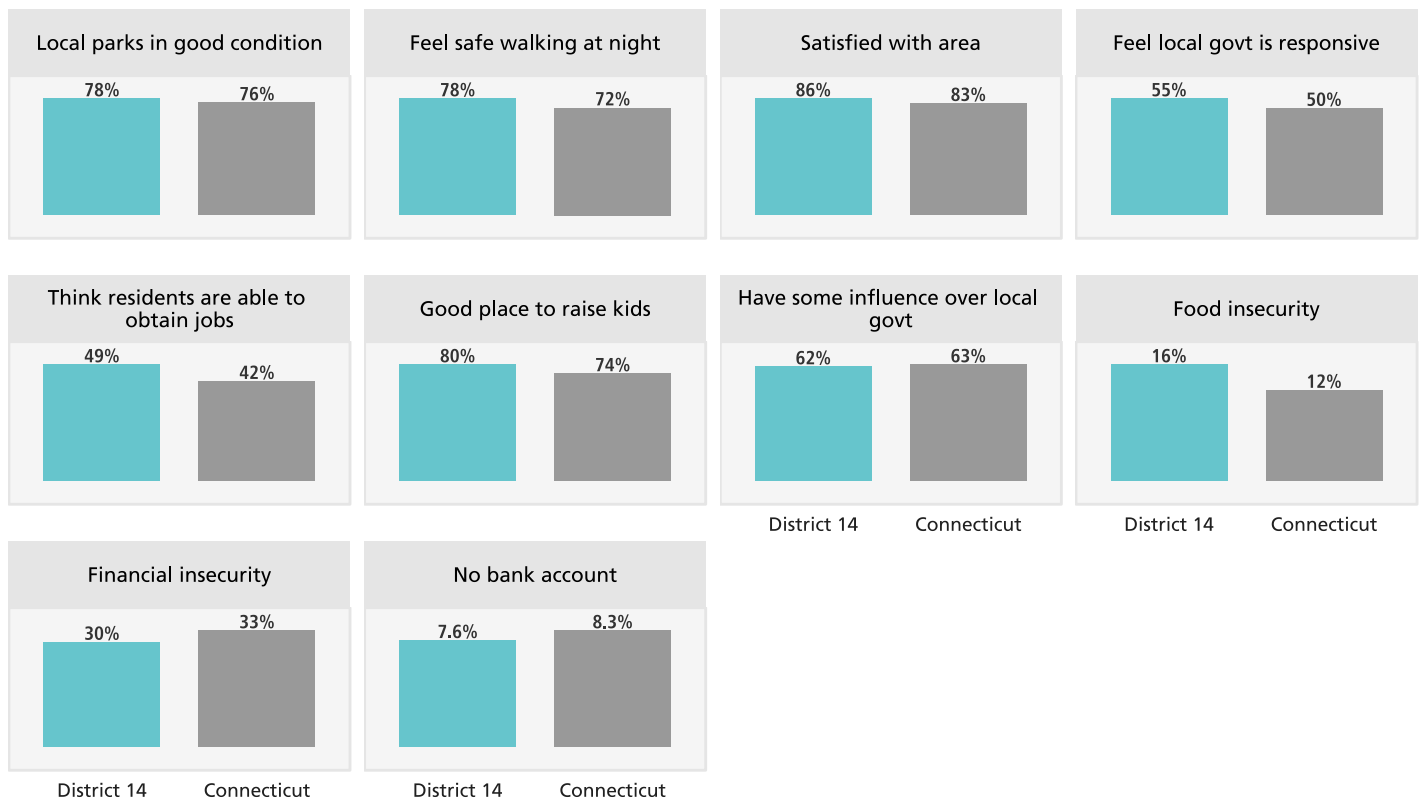 Local parks in good condition
78%
76%
Feel safe walking at night
78%
72%
Satisfied with area
86%
83%
Feel local govt is responsive
55%
50%
Think residents are able to
obtain jobs
49%
42%
Good place to raise kids
80%
74%
Have some influence over local
govt
62%
63%
District 14
Connecticut
Food insecurity
16%
12%
District 14
Connecticut
Financial insecurity
30%
33%
District 14
Connecticut
No bank account
7.6%
8.3%
District 14
Connecticut